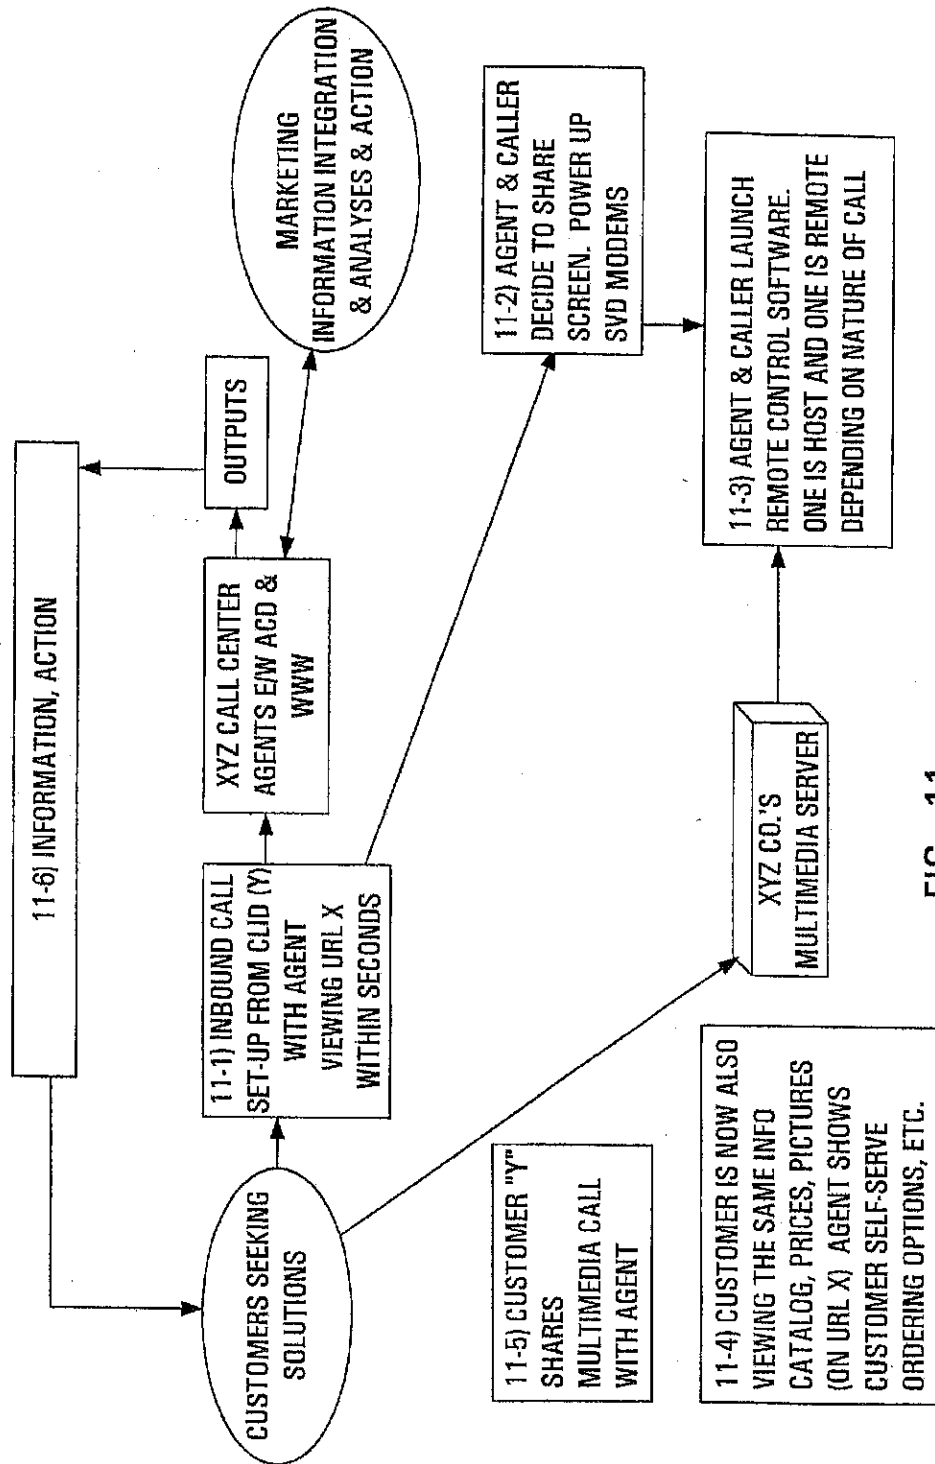 11-6) INFORMATION, ACTION
CUSTOMERS SEEKING
SOLUTIONS
11-1) INBOUND CALL
SET-UP FROM CLID (Y)
WITH AGENT
VIEWING URL X
WITHIN SECONDS
XYZ CALL CENTER
AGENTS E/W ACD &
WWW
OUTPUTS
MARKETING
INFORMATION INTEGRATION
& ANALYSES & ACTION
11-5) CUSTOMER "Y"
SHARES
MULTIMEDIA CALL
WITH AGENT
11-2) AGENT & CALLER
DECIDE TO SHARE
SCREEN. POWER UP
SVD MODEMS
11-4) CUSTOMER IS NOW ALSO
VIEWING THE SAME INFO
CATALOG, PRICES, PICTURES
(ON URL X) AGENT SHOWS
CUSTOMER SELF-SERVE
ORDERING OPTIONS, ETC.
XYZ CO.'S
MULTIMEDIA SERVER
11-3) AGENT & CALLER LAUNCH
REMOTE CONTROL SOFTWARE.
ONE IS HOST AND ONE IS REMOTE
DEPENDING ON NATURE OF CALL
FIG. 11